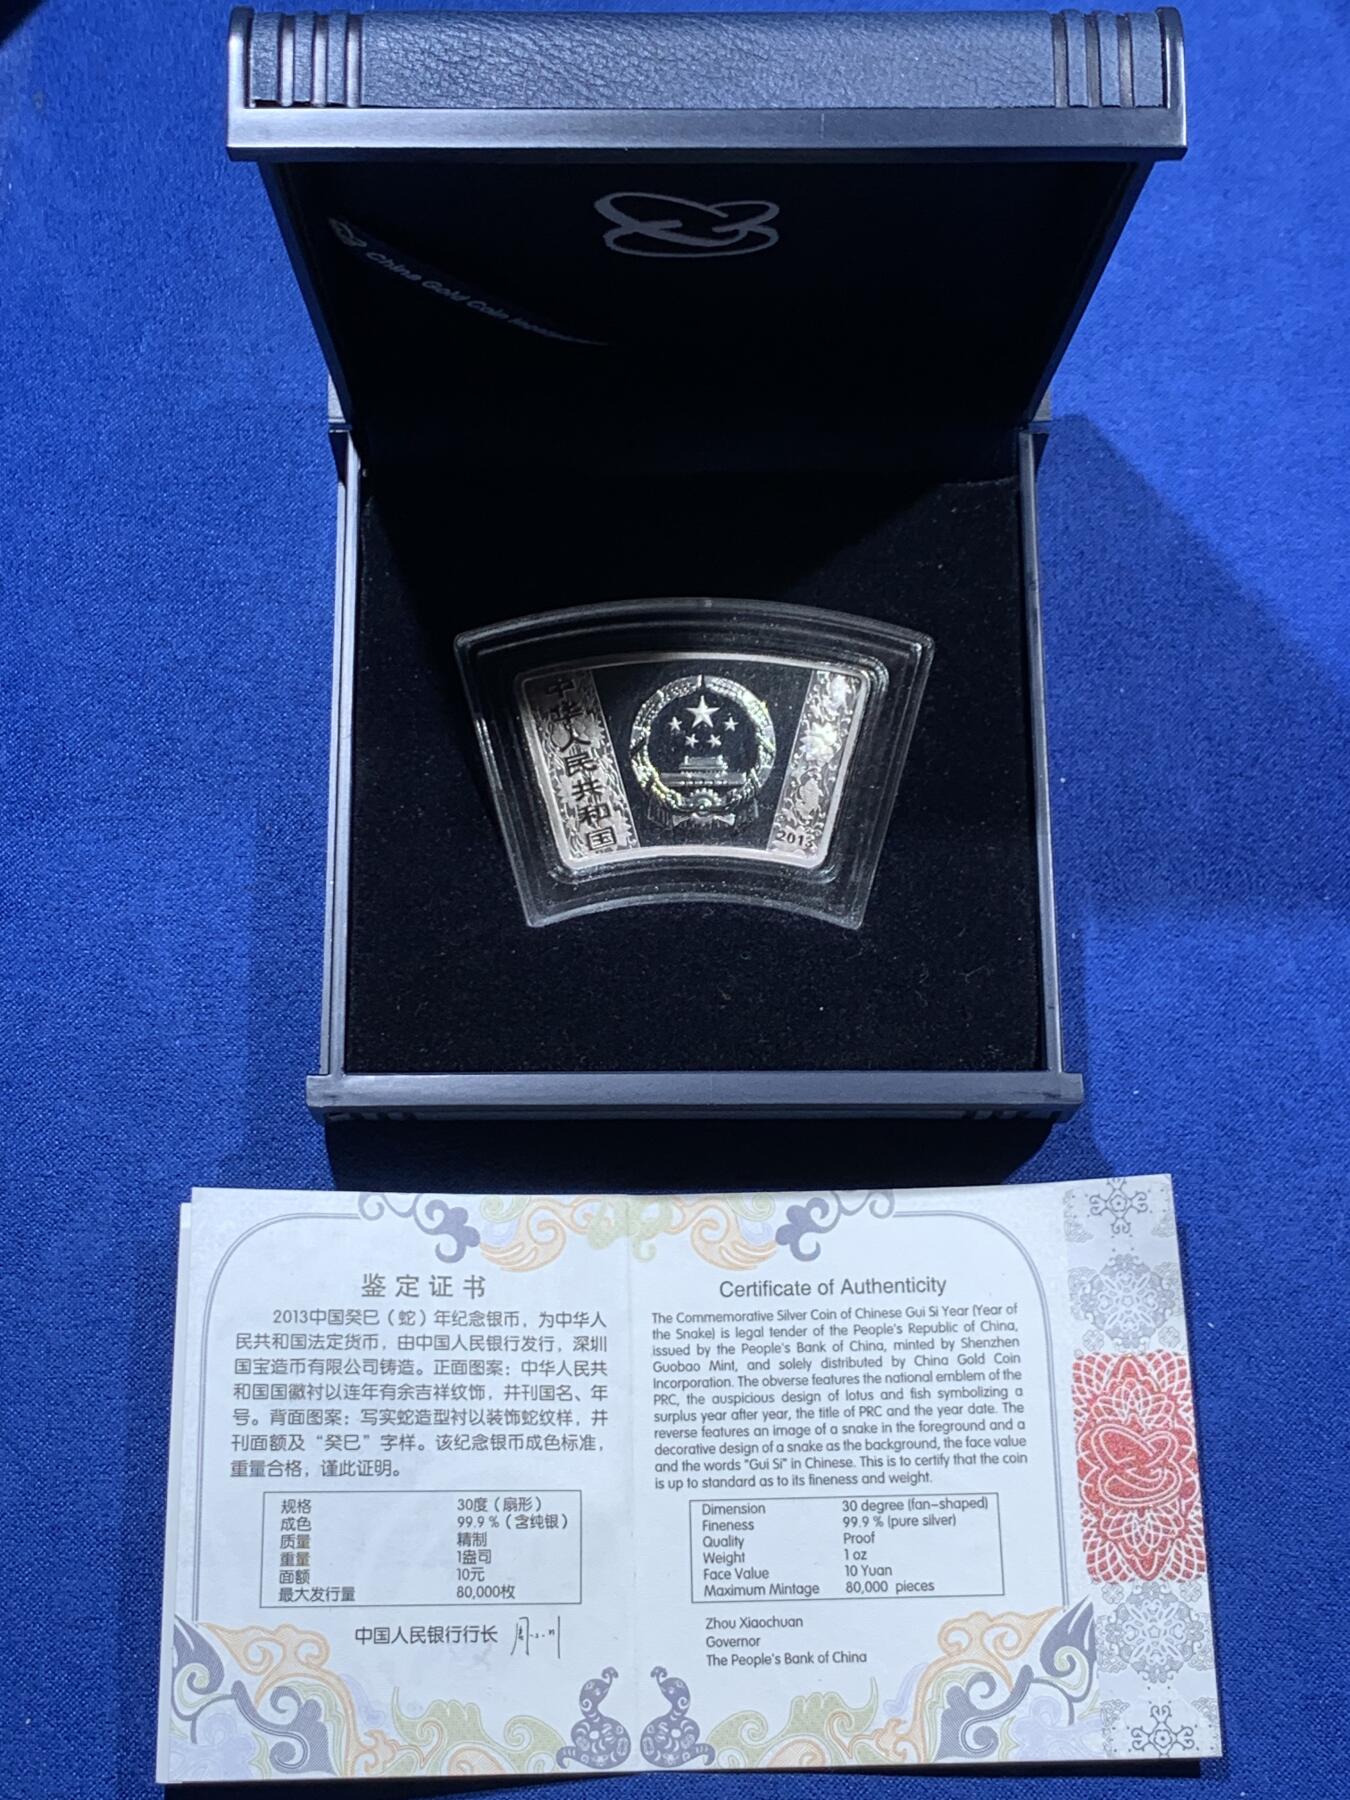 China Gold Coin
中华人民共和国
2013
鉴定证书
2013中国癸巳（蛇）年纪念银币，为中华人
民共和国法定货币，由中国人民银行发行，深圳
国宝造币有限公司铸造。正面图案：中华人民共
和国国徽衬以连年有余吉祥纹饰，并刊国名、年
号。背面图案：写实蛇造型衬以装饰蛇纹样，并
刊面额及“癸巳”字样。该纪念银币成色标准，
重量合格，谨此证明。
规格 30度（扇形）
成色 99.9％（含纯银）
质量 精制
重量 1盎司
面额 10元
最大发行量 80,000枚
中国人民银行行长
Certificate of Authenticity
The Commemorative Silver Coin of Chinese Gui Si Year (Year of
the Snake) is legal tender of the People's Republic of China,
issued by the People's Bank of China, minted by Shenzhen
Guobao Mint, and solely distributed by China Gold Coin
Incorporation. The obverse features the national emblem of the
PRC, the auspicious design of lotus and fish symbolizing a
surplus year after year, the title of PRC and the year date. The
reverse features an image of a snake in the foreground and a
decorative design of a snake as the background, the face value
and the words "Gui Si" in Chinese. This is to certify that the coin
is up to standard as to its fineness and weight.
Dimension 30 degree (fan-shaped)
Fineness 99.9 % (pure silver)
Quality Proof
Weight 1 oz
Face Value 10 Yuan
Maximum Mintage 80,000 pieces
Zhou Xiaochuan
Governor
The People's Bank of China